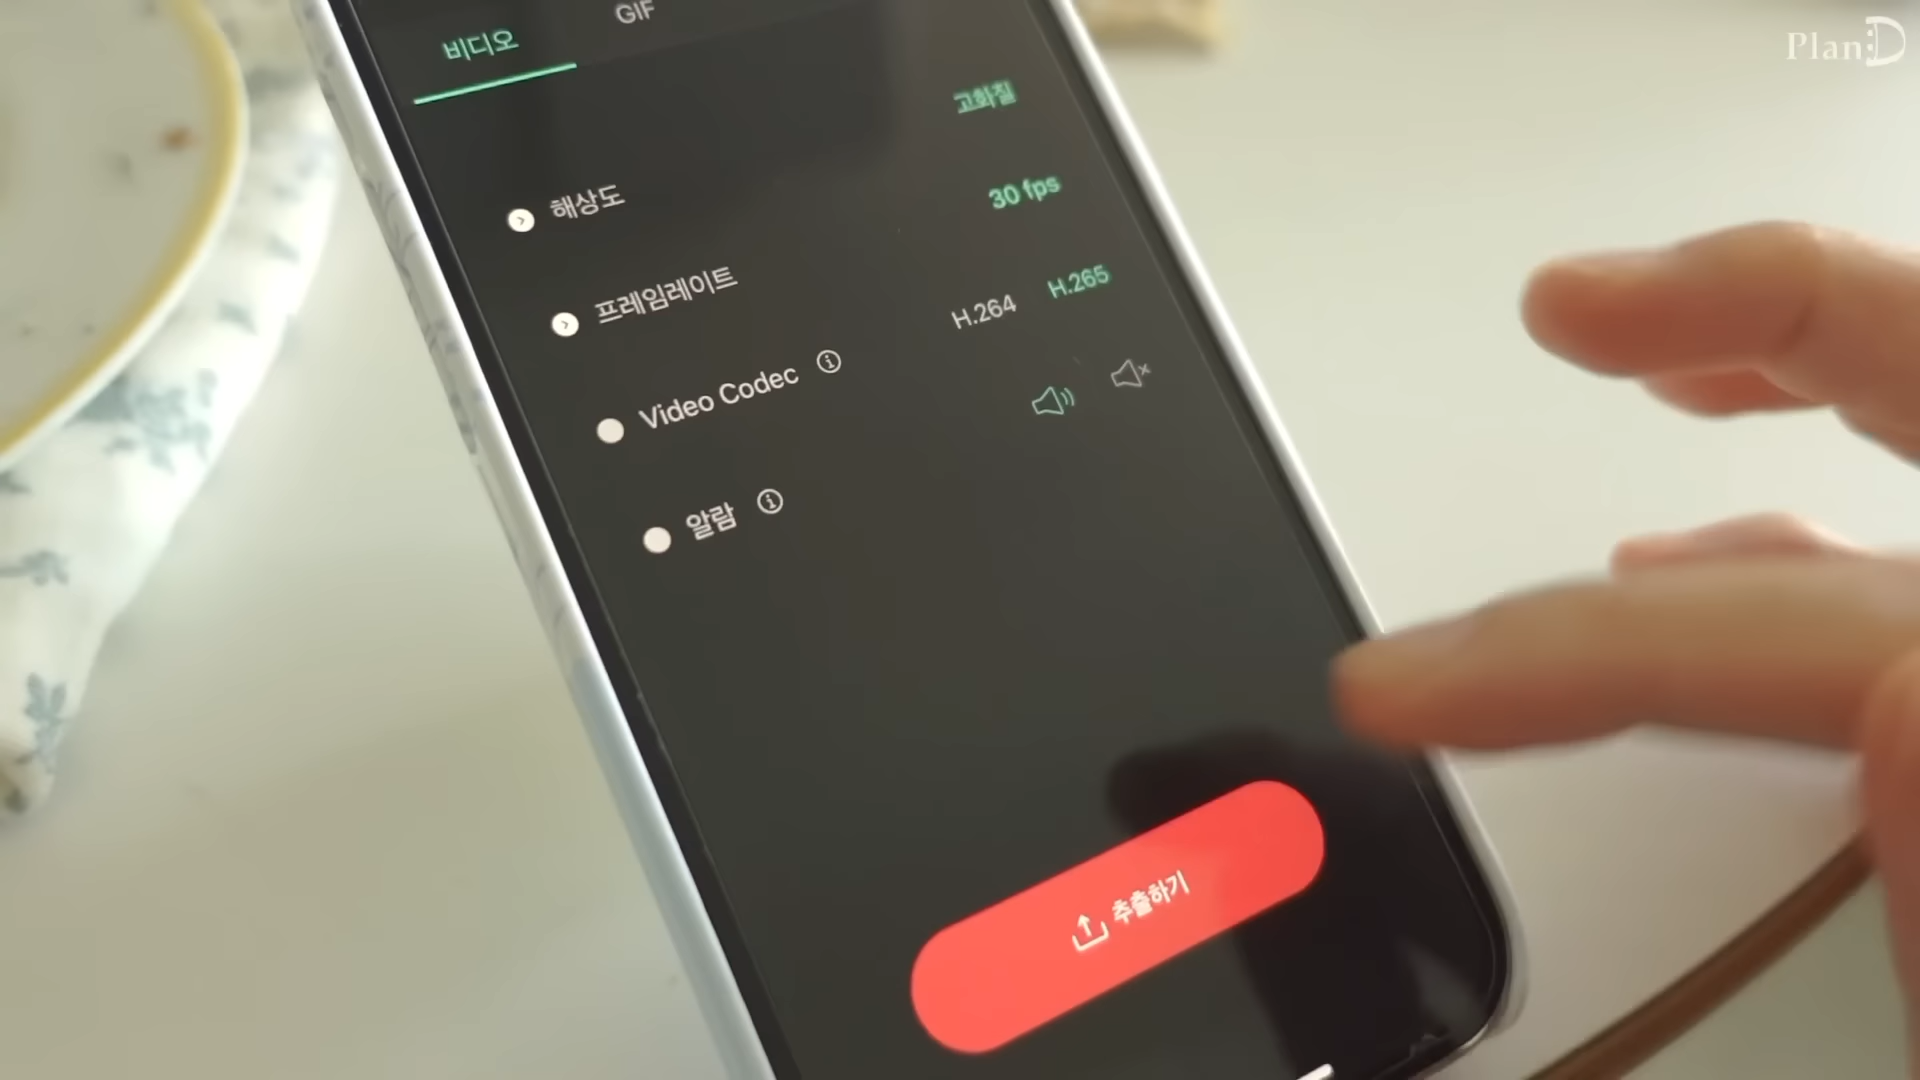 비디오 GIF
고화질
해상도
30 fps
프레임레이트
H.264 H.265
Video Codec
알람
추출하기
PlanD